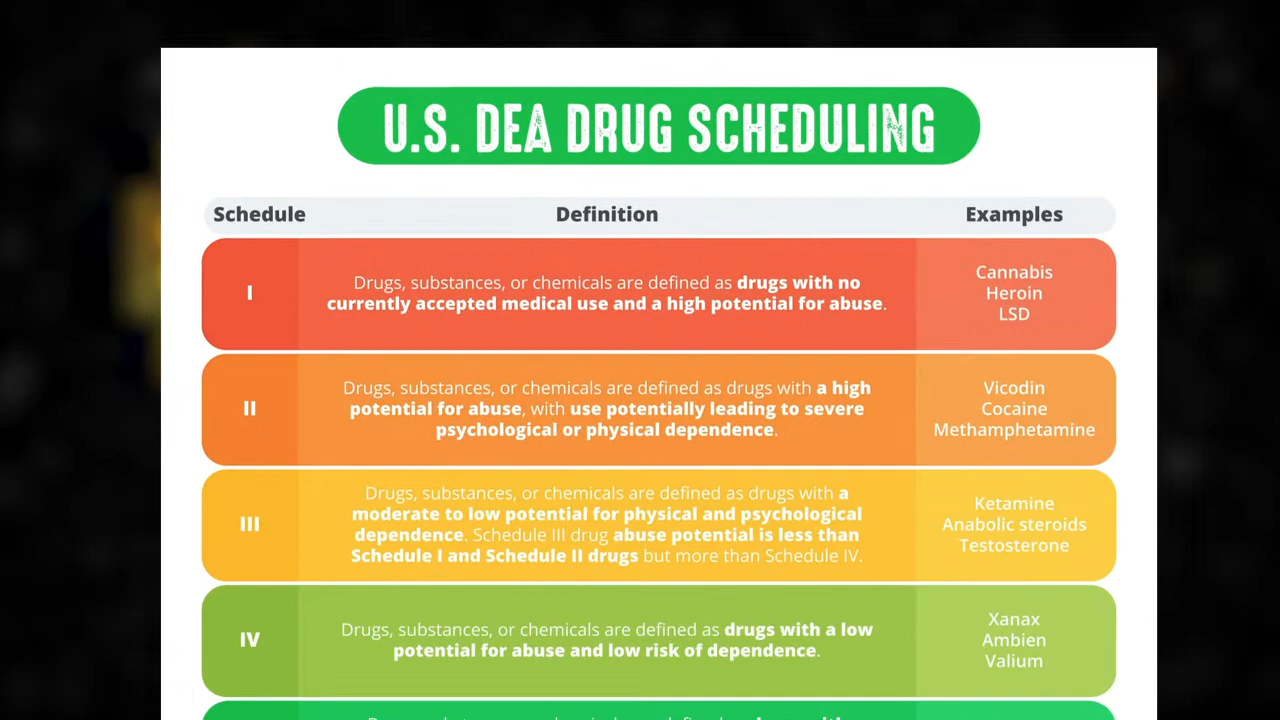 U.S. DEA DRUG SCHEDULING
Schedule Definition Examples
I
Drugs, substances, or chemicals are defined as drugs with no
currently accepted medical use and a high potential for abuse.
Cannabis
Heroin
LSD
II
Drugs, substances, or chemicals are defined as drugs with a high
potential for abuse, with use potentially leading to severe
psychological or physical dependence.
Vicodin
Cocaine
Methamphetamine
III
Drugs, substances, or chemicals are defined as drugs with a
moderate to low potential for physical and psychological
dependence. Schedule III drug abuse potential is less than
Schedule I and Schedule II drugs but more than Schedule IV.
Ketamine
Anabolic steroids
Testosterone
IV
Drugs, substances, or chemicals are defined as drugs with a low
potential for abuse and low risk of dependence.
Xanax
Ambien
Valium